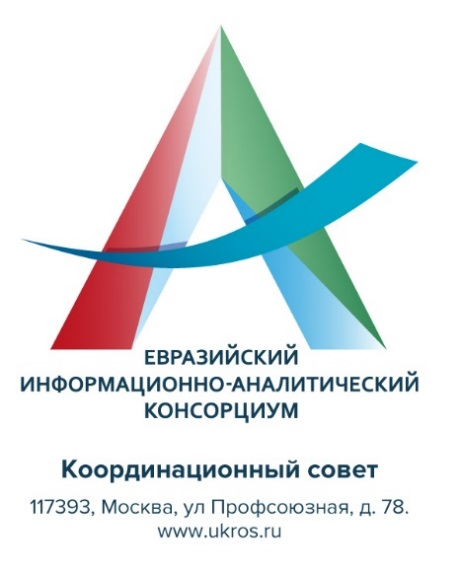 ЕВРАЗИЙСКИЙ
ИНФОРМАЦИОННО-АНАЛИТИЧЕСКИЙ
КОНСОРЦИУМ
Координационный совет
117393, Москва, ул Профсоюзная, д. 78.
www.ukros.ru